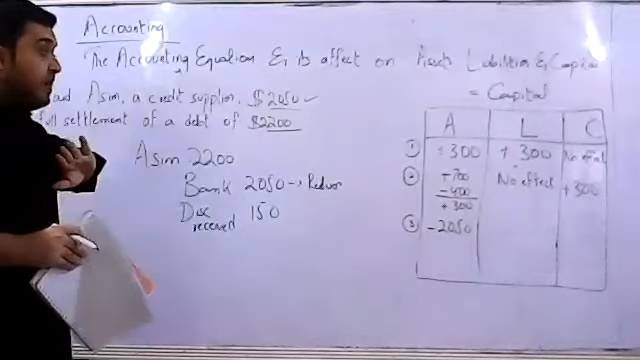 Accounting
The Accounting Equation & its affect on Assets Liabilities & Capital
= Capital
Asim, a credit supplier, $2050
full settlement of a debt of $2200
Asim 2200
Bank 2050 → Reduce
Disc received 150
A L C
① +300 +300 No effect
② +700 -400 +300 No effect +300
③ -2050